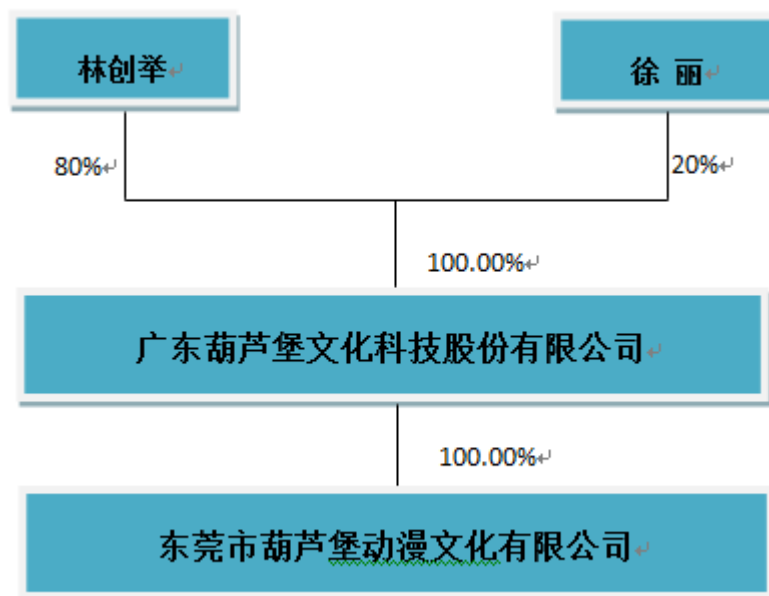 林创举
徐 丽
80%
20%
100.00%
广东葫芦堡文化科技股份有限公司
100.00%
东莞市葫芦堡动漫文化有限公司